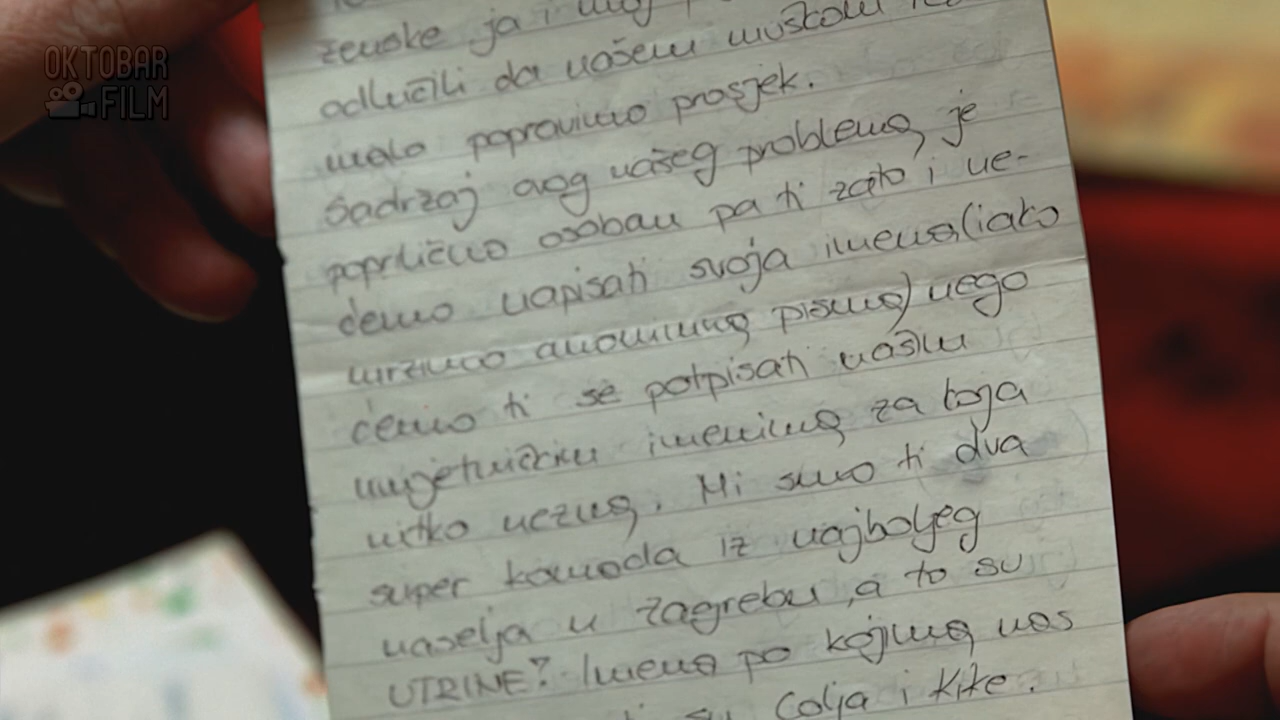 OKTOBAR
FILM
ženske ja i moj
odlučili da našem muškom
malo popravimo prosjek.
Sadržaj aog našeg problema je
poprilično osoban pa ti zato i ne-
ćemo napisati svoja imena(iako
mrzimo anonimna pisma) nego
ćemo ti se potpisati našim
umjetničkim imenima za koja
nitko nezna. Mi smo ti dva
super komada iz najboljeg
naselja u Zagrebu, a to su
UTRINE? Imena po kojima nas
su Colja i Kike.